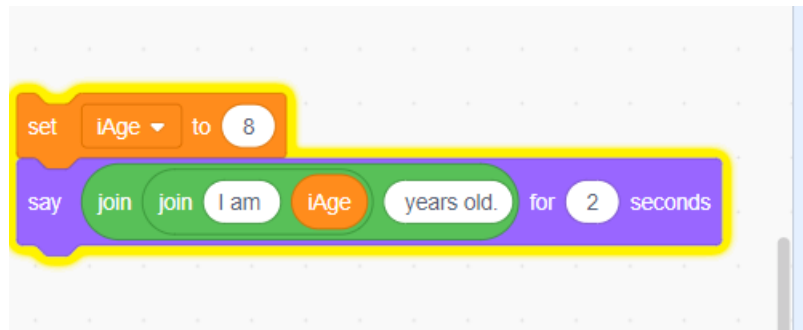 set iAge to 8
say join join I am iAge years old. for 2 seconds